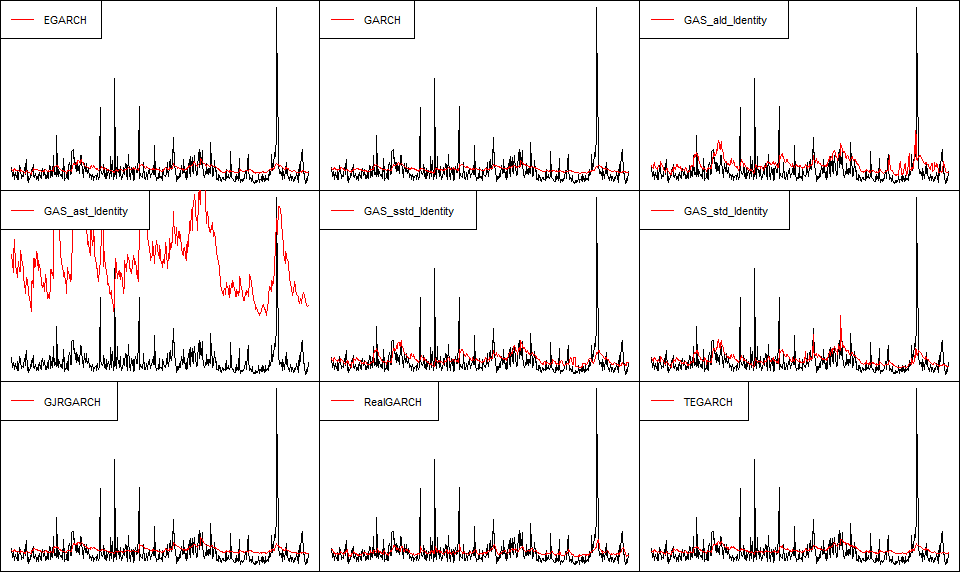 EGARCH
GARCH
GAS_ald_Identity
GAS_ast_Identity
GAS_sstd_Identity
GAS_std_Identity
GJRGARCH
RealGARCH
TEGARCH